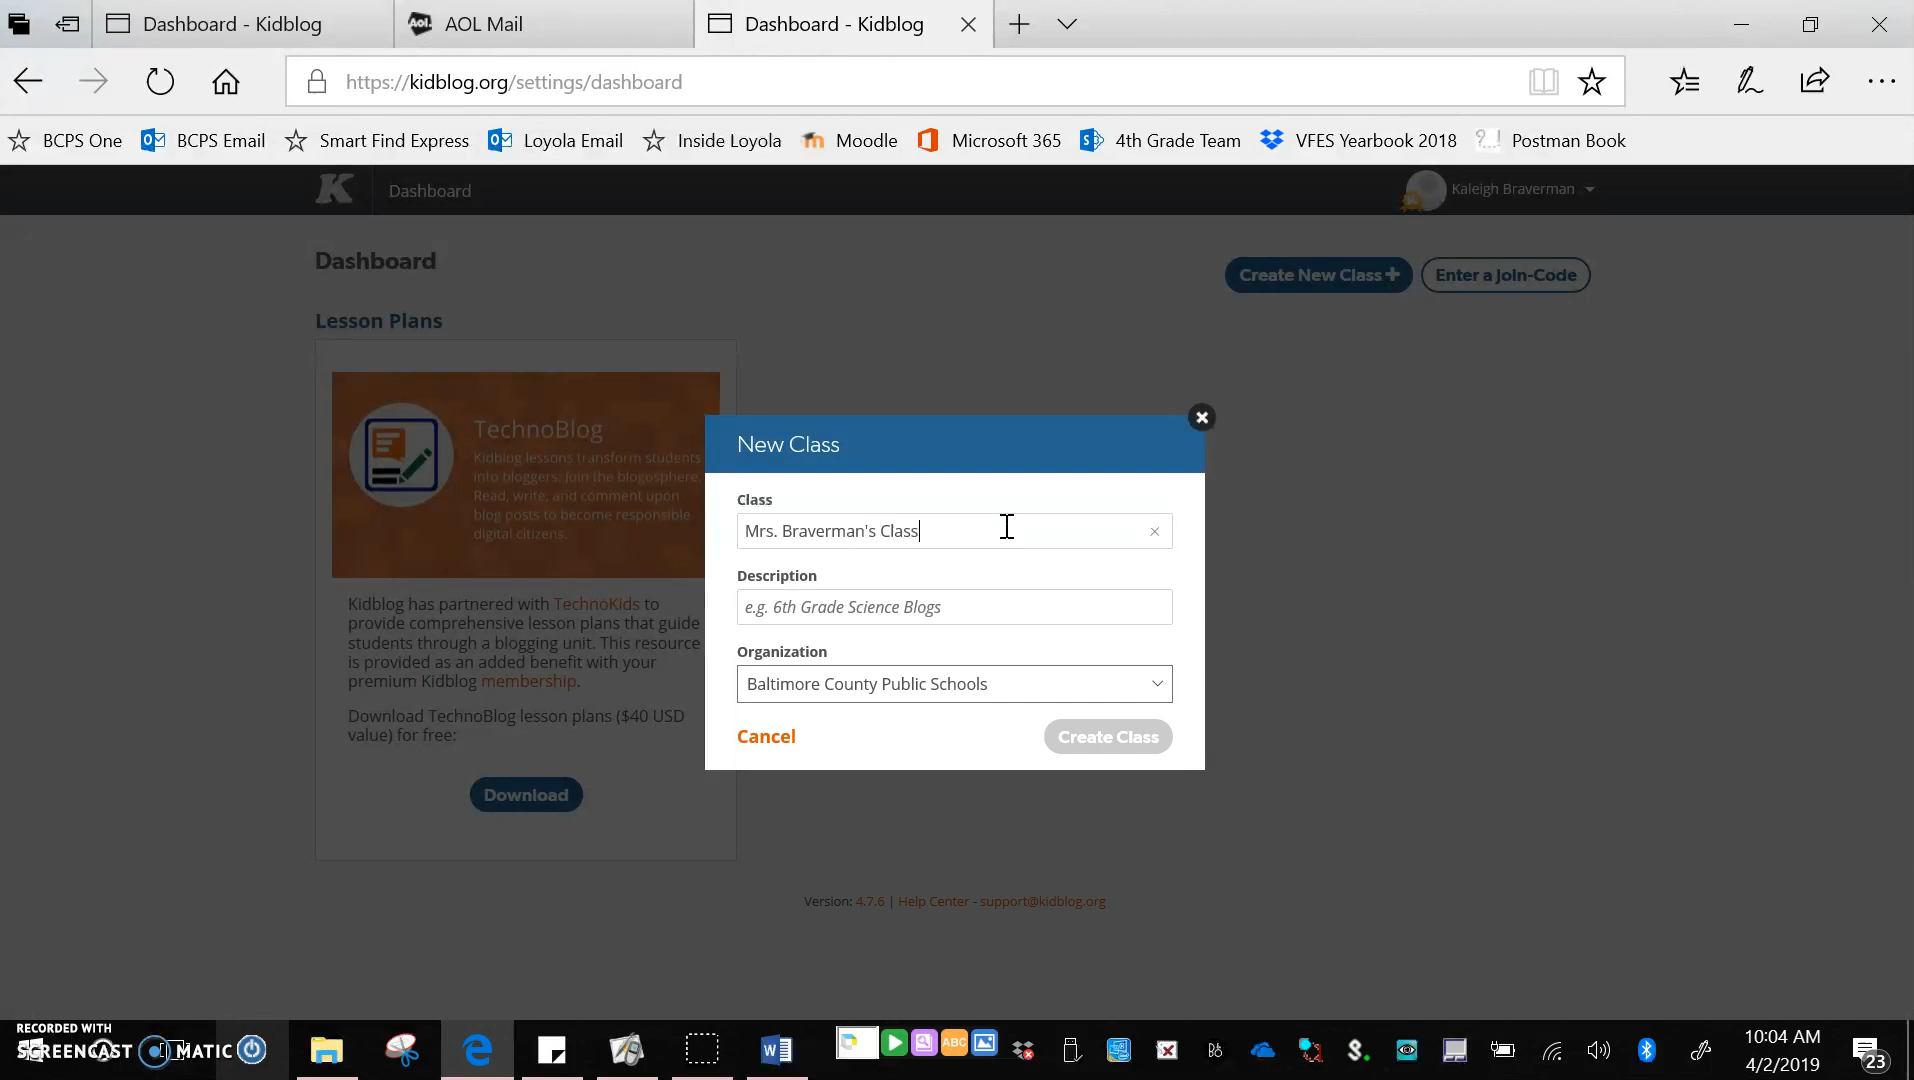 Dashboard - Kidblog
AOL Mail
Dashboard - Kidblog
https://kidblog.org/settings/dashboard
BCPS One
BCPS Email
Smart Find Express
Loyola Email
Inside Loyola
Moodle
Microsoft 365
4th Grade Team
VFES Yearbook 2018
Postman Book
K Dashboard
Kaleigh Braverman
Dashboard
Create New Class+
Enter a Join-Code
Lesson Plans
TechnoBlog
Kidblog lessons transform students
into bloggers: Join the blogosphere.
Read, write, and comment upon
blog posts to become responsible
digital citizens.
Kidblog has partnered with TechnoKids to
provide comprehensive lesson plans that guide
students through a blogging unit. This resource
is provided as an added benefit with your
premium Kidblog membership.
Download TechnoBlog lesson plans ($40 USD
value) for free:
Download
New Class
Class
Mrs. Braverman's Class
Description
e.g. 6th Grade Science Blogs
Organization
Baltimore County Public Schools
Cancel
Create Class
Version: 4.7.6 | Help Center - support@kidblog.org
RECORDED WITH
SCREENCAST MATIC
ABC
10:04 AM
4/2/2019
23